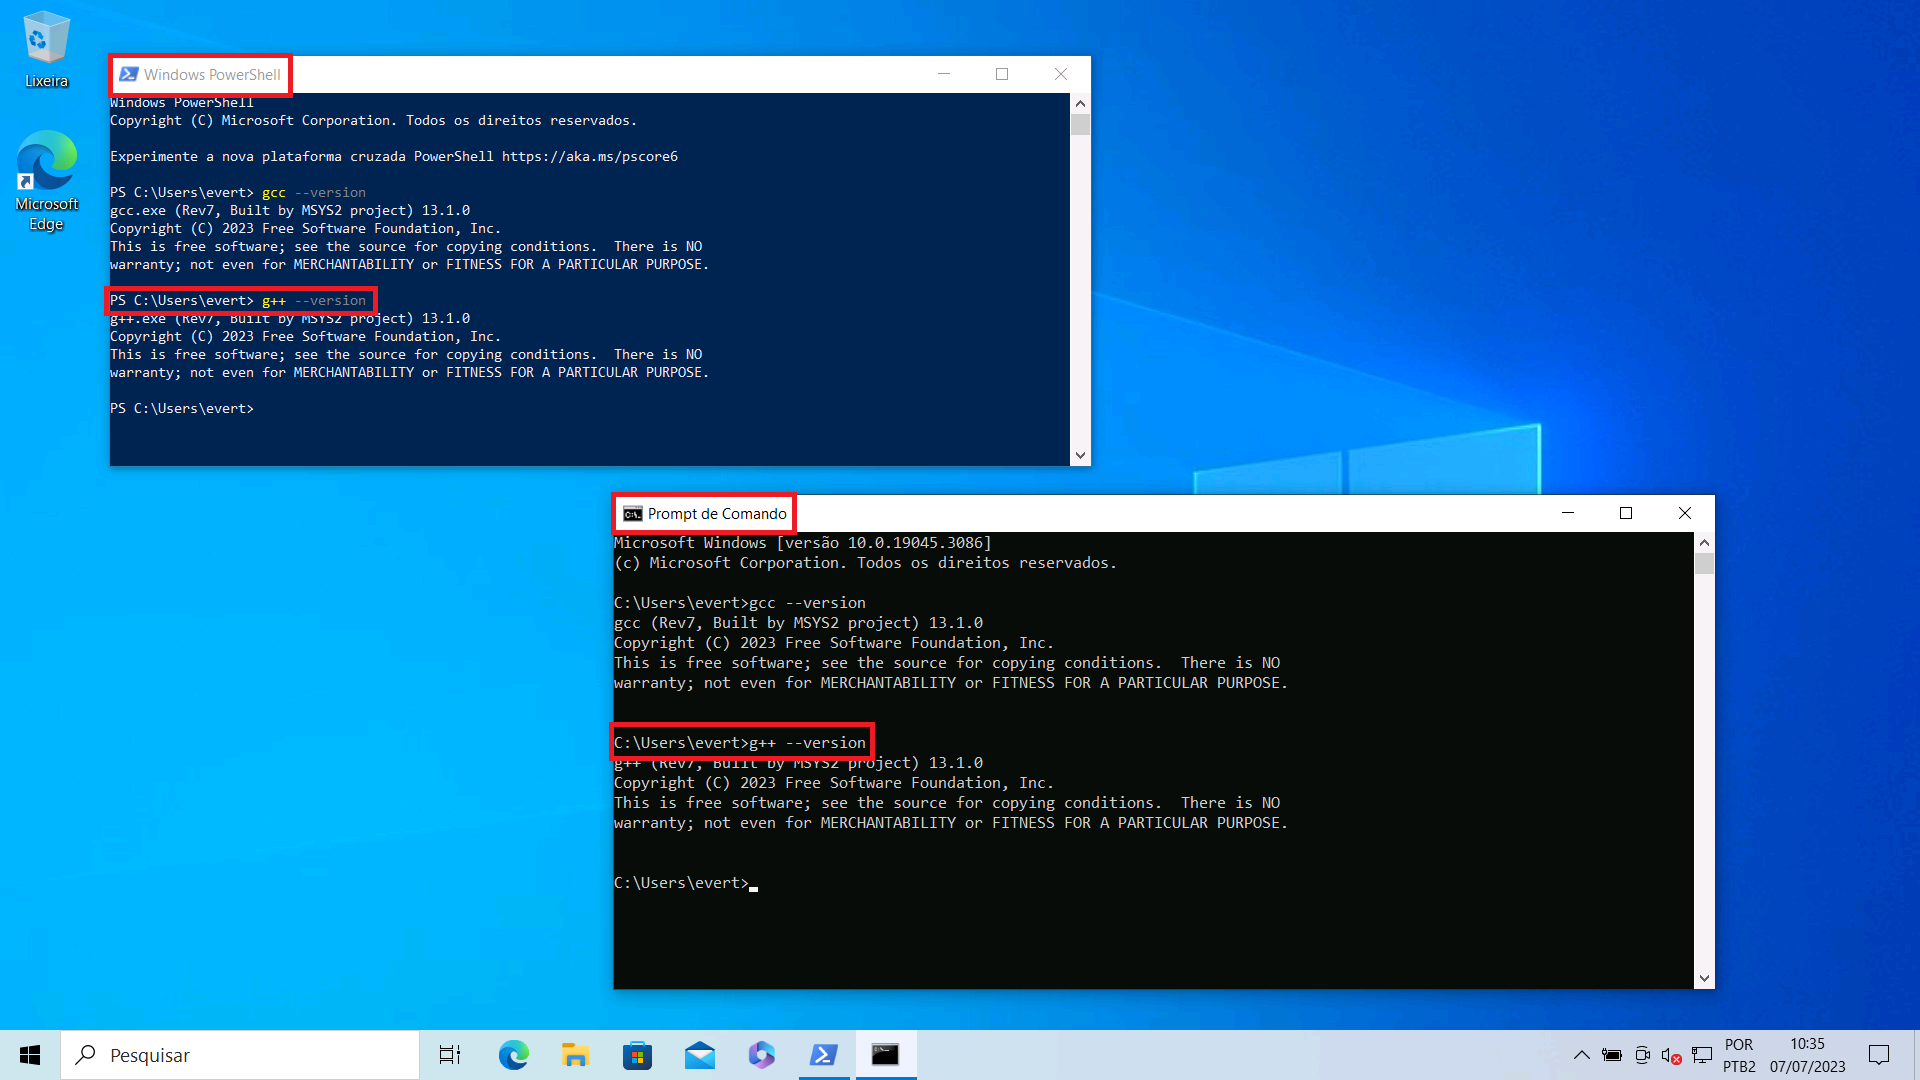 Lixeira
Microsoft
Edge
Windows PowerShell
Windows PowerShell
Copyright (C) Microsoft Corporation. Todos os direitos reservados.
Experimente a nova plataforma cruzada PowerShell https://aka.ms/pscore6
PS C:\Users\evert> gcc --version
gcc.exe (Rev7, Built by MSYS2 project) 13.1.0
Copyright (C) 2023 Free Software Foundation, Inc.
This is free software; see the source for copying conditions.  There is NO
warranty; not even for MERCHANTABILITY or FITNESS FOR A PARTICULAR PURPOSE.
PS C:\Users\evert> g++ --version
g++.exe (Rev7, Built by MSYS2 project) 13.1.0
Copyright (C) 2023 Free Software Foundation, Inc.
This is free software; see the source for copying conditions.  There is NO
warranty; not even for MERCHANTABILITY or FITNESS FOR A PARTICULAR PURPOSE.
PS C:\Users\evert>
Prompt de Comando
Microsoft Windows [versão 10.0.19045.3086]
(c) Microsoft Corporation. Todos os direitos reservados.
C:\Users\evert>gcc --version
gcc (Rev7, Built by MSYS2 project) 13.1.0
Copyright (C) 2023 Free Software Foundation, Inc.
This is free software; see the source for copying conditions.  There is NO
warranty; not even for MERCHANTABILITY or FITNESS FOR A PARTICULAR PURPOSE.
C:\Users\evert>g++ --version
g++ (Rev7, Built by MSYS2 project) 13.1.0
Copyright (C) 2023 Free Software Foundation, Inc.
This is free software; see the source for copying conditions.  There is NO
warranty; not even for MERCHANTABILITY or FITNESS FOR A PARTICULAR PURPOSE.
C:\Users\evert>
Pesquisar
POR
PTB2
10:35
07/07/2023